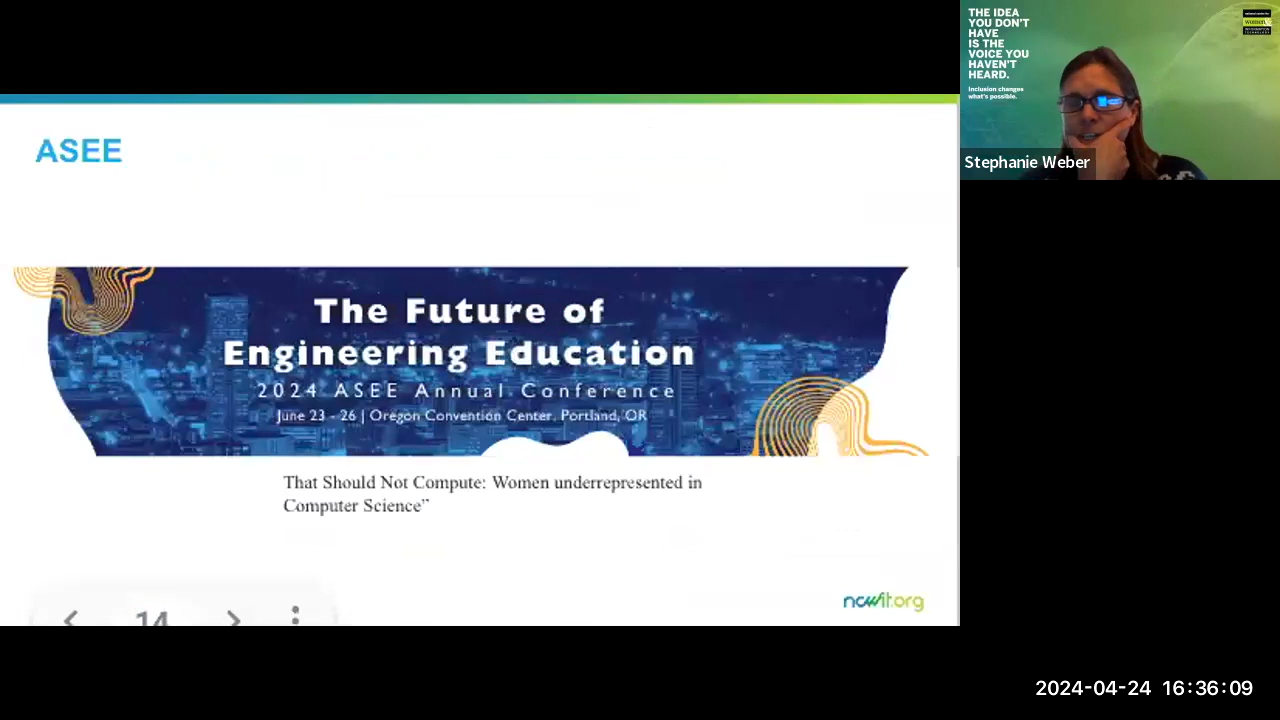 ASEE
The Future of
Engineering Education
2024 ASEE Annual Conference
June 23 - 26 | Oregon Convention Center, Portland, OR
That Should Not Compute: Women underrepresented in
Computer Science”
14
ncwit.org
THE IDEA
YOU DON'T
HAVE
IS THE
VOICE YOU
HAVEN'T
HEARD.
Inclusion changes
what's possible.
Stephanie Weber
2024-04-24 16:36:09